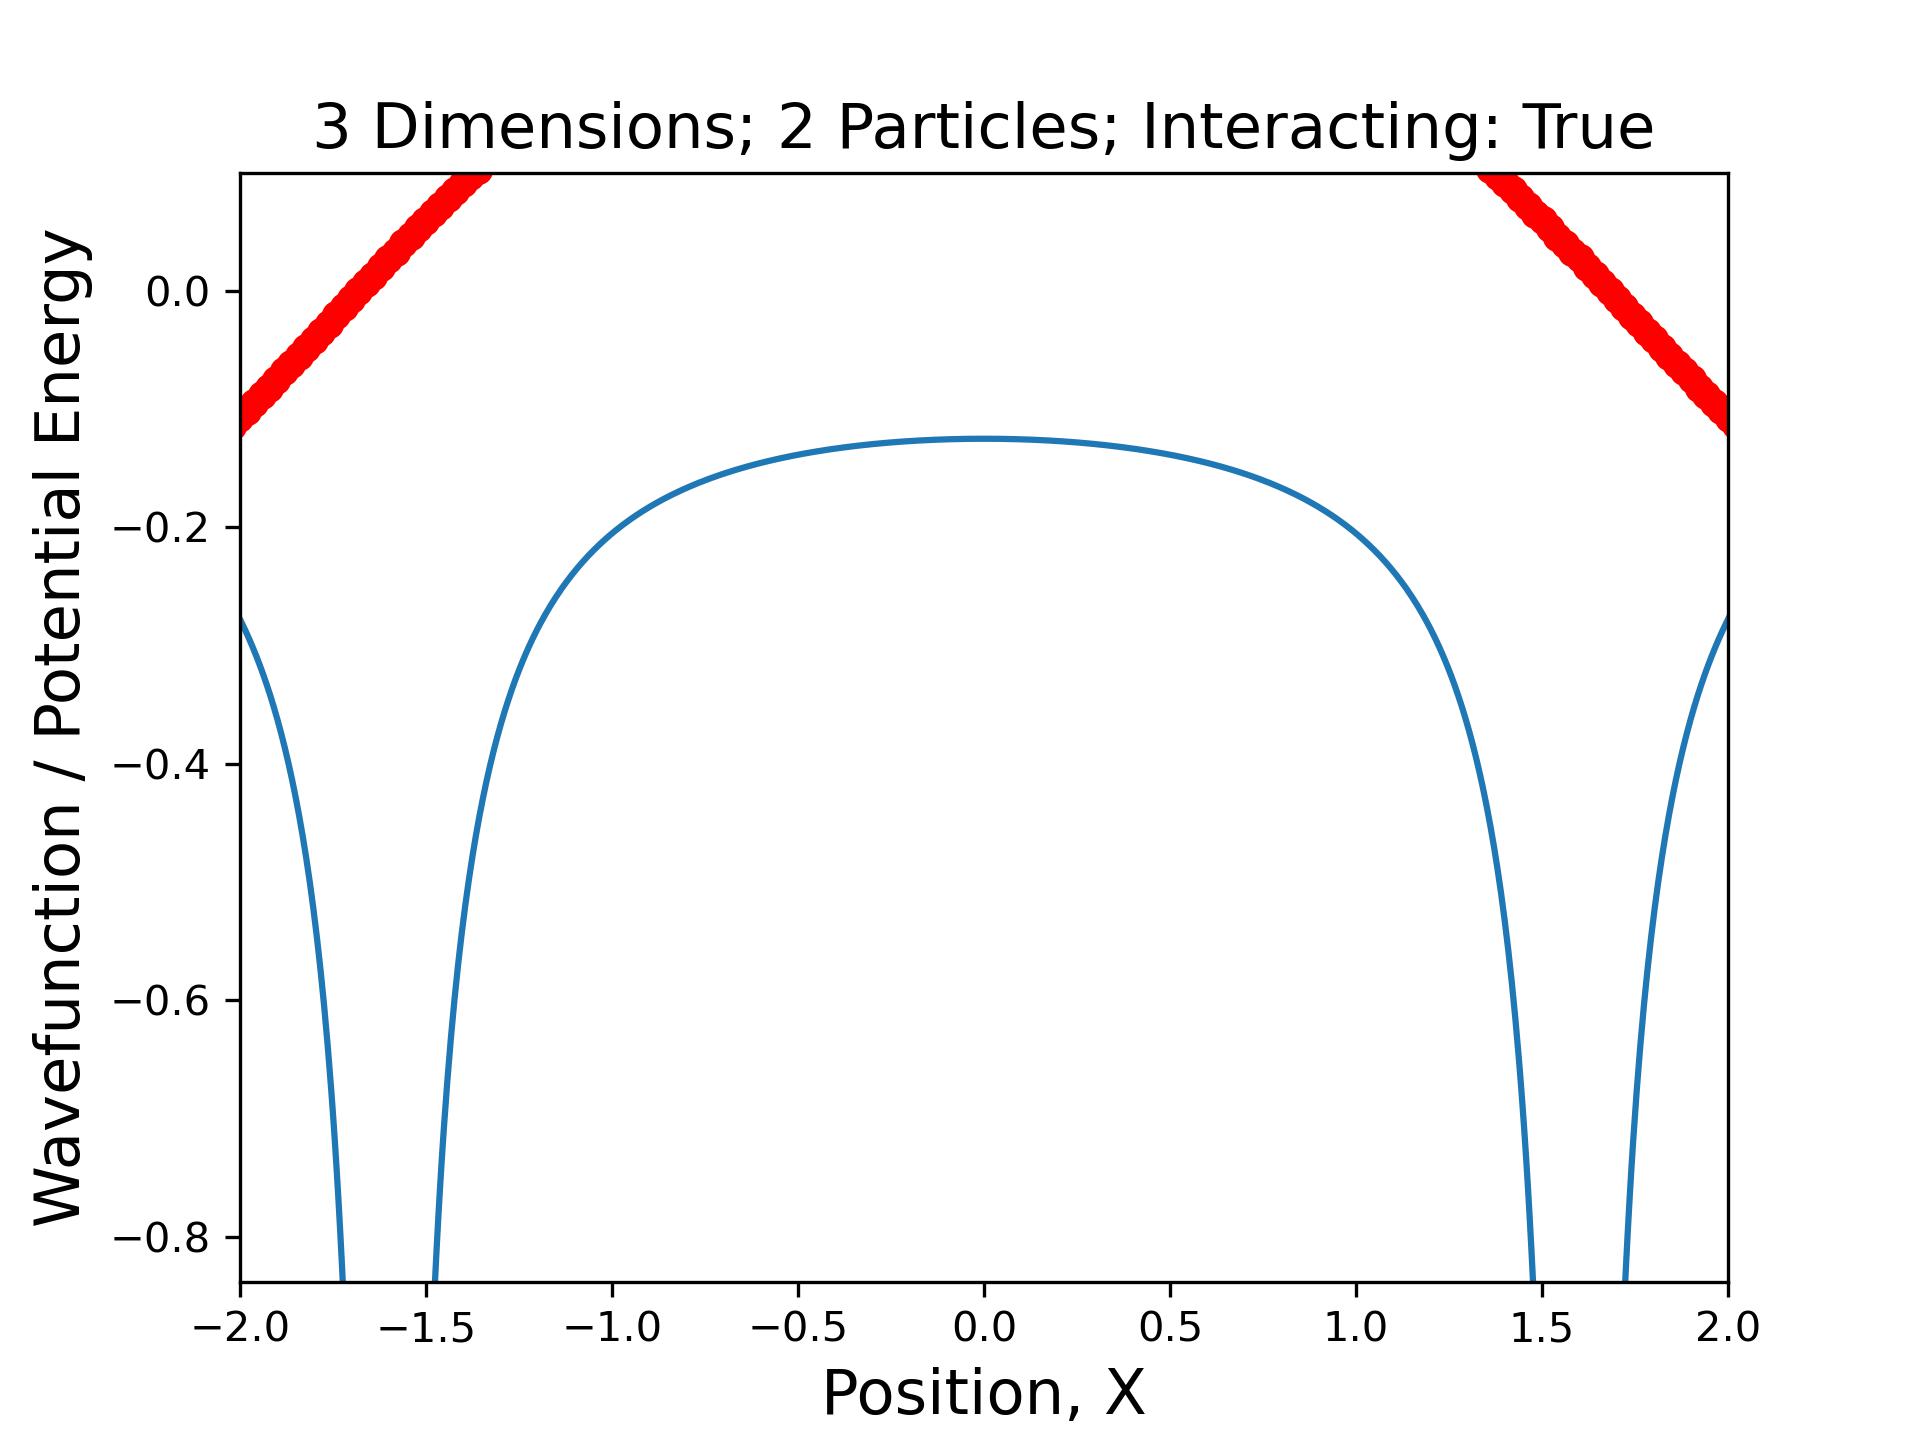 3 Dimensions; 2 Particles; Interacting: True
Wavefunction / Potential Energy
0.0
−0.2
−0.4
−0.6
−0.8
−2.0 −1.5 −1.0 −0.5 0.0 0.5 1.0 1.5 2.0
Position, X